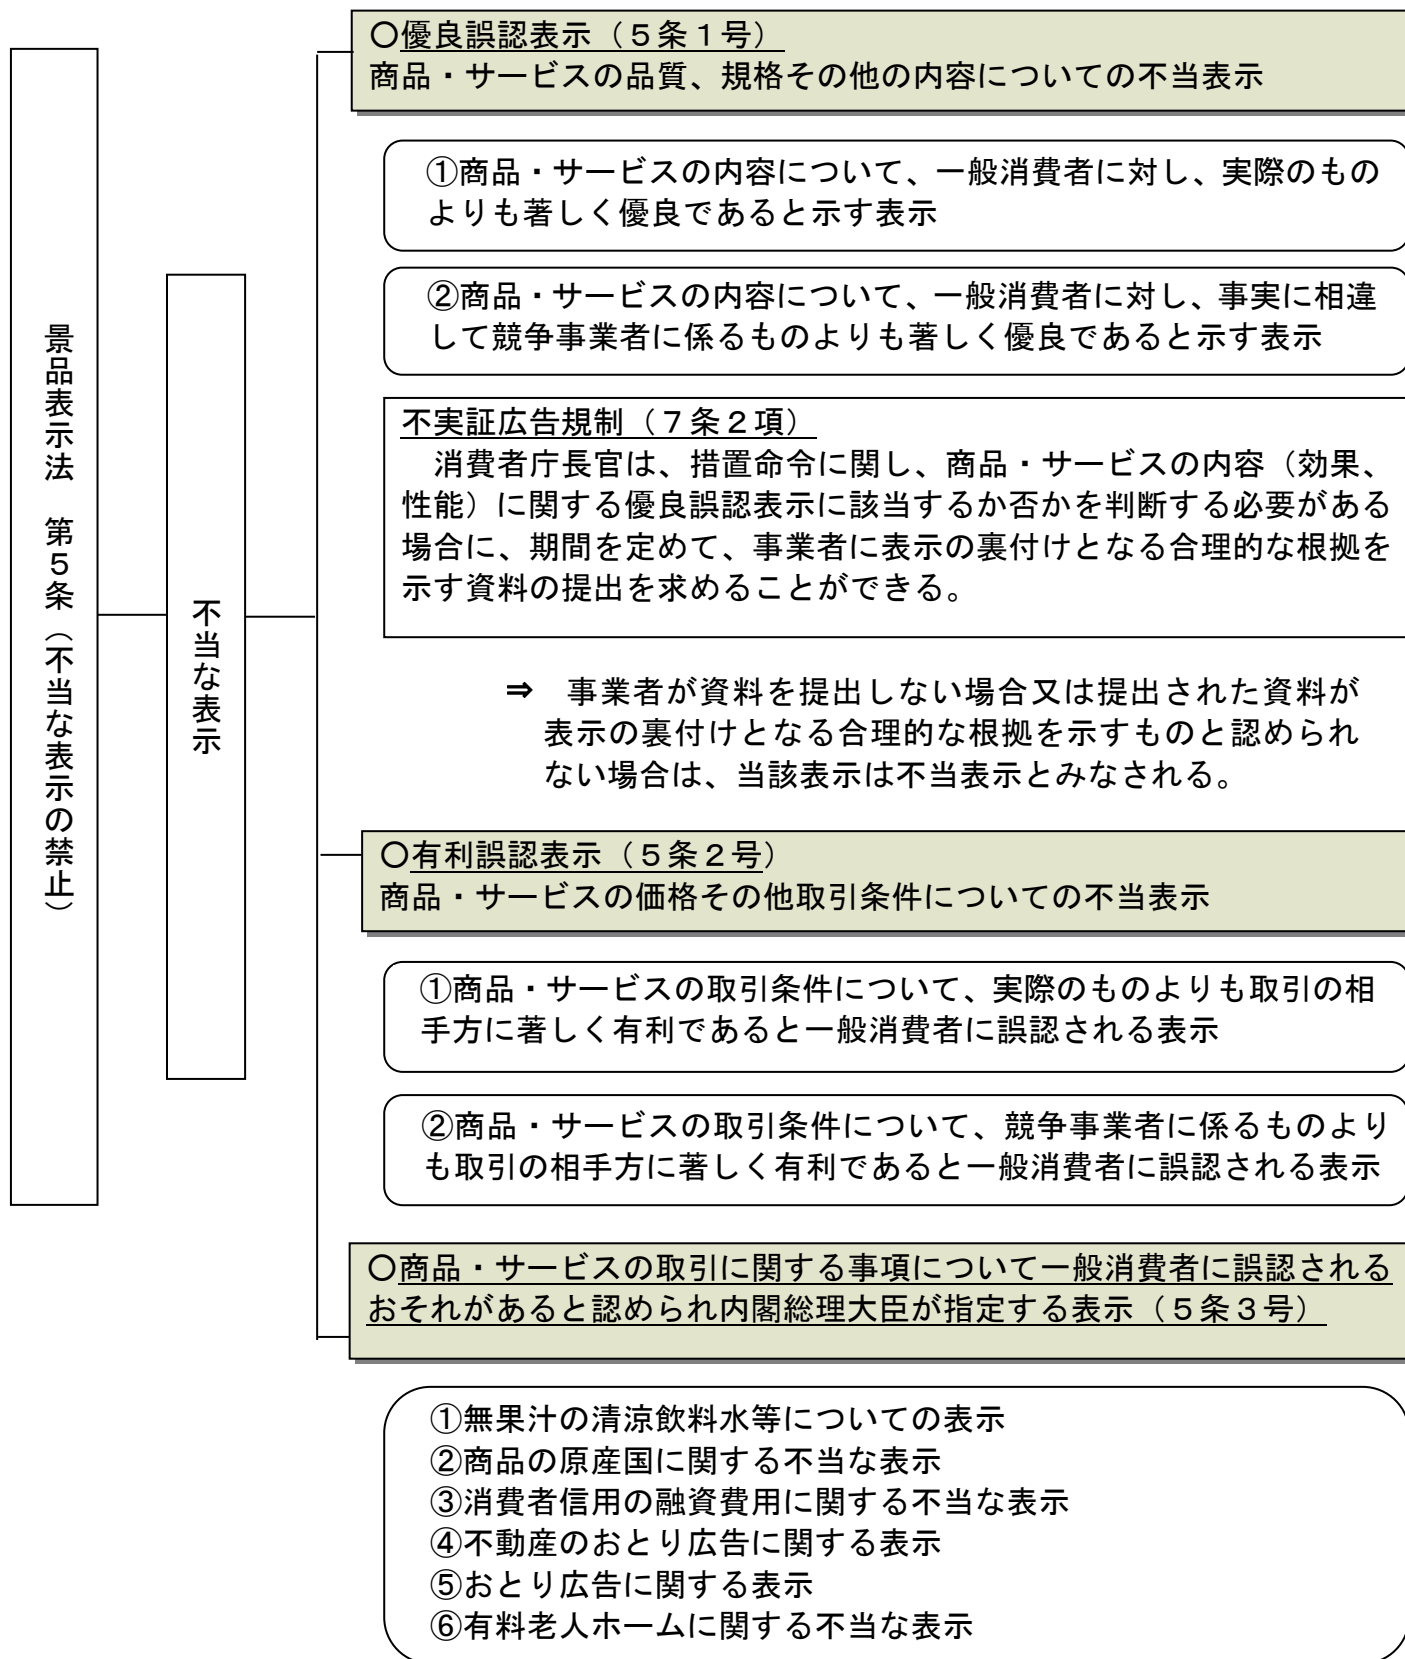 景品表示法 第５条（不当な表示の禁止）
不当な表示
○優良誤認表示（５条１号）
商品・サービスの品質、規格その他の内容についての不当表示
①商品・サービスの内容について、一般消費者に対し、実際のもの
よりも著しく優良であると示す表示
②商品・サービスの内容について、一般消費者に対し、事実に相違
して競争事業者に係るものよりも著しく優良であると示す表示
不実証広告規制（７条２項）
消費者庁長官は、措置命令に関し、商品・サービスの内容（効果、
性能）に関する優良誤認表示に該当するか否かを判断する必要がある
場合に、期間を定めて、事業者に表示の裏付けとなる合理的な根拠を
示す資料の提出を求めることができる。
⇒ 事業者が資料を提出しない場合又は提出された資料が
表示の裏付けとなる合理的な根拠を示すものと認められ
ない場合は、当該表示は不当表示とみなされる。
○有利誤認表示（５条２号）
商品・サービスの価格その他取引条件についての不当表示
①商品・サービスの取引条件について、実際のものよりも取引の相
手方に著しく有利であると一般消費者に誤認される表示
②商品・サービスの取引条件について、競争事業者に係るものより
も取引の相手方に著しく有利であると一般消費者に誤認される表示
○商品・サービスの取引に関する事項について一般消費者に誤認される
おそれがあると認められ内閣総理大臣が指定する表示（５条３号）
①無果汁の清涼飲料水等についての表示
②商品の原産国に関する不当な表示
③消費者信用の融資費用に関する不当な表示
④不動産のおとり広告に関する表示
⑤おとり広告に関する表示
⑥有料老人ホームに関する不当な表示